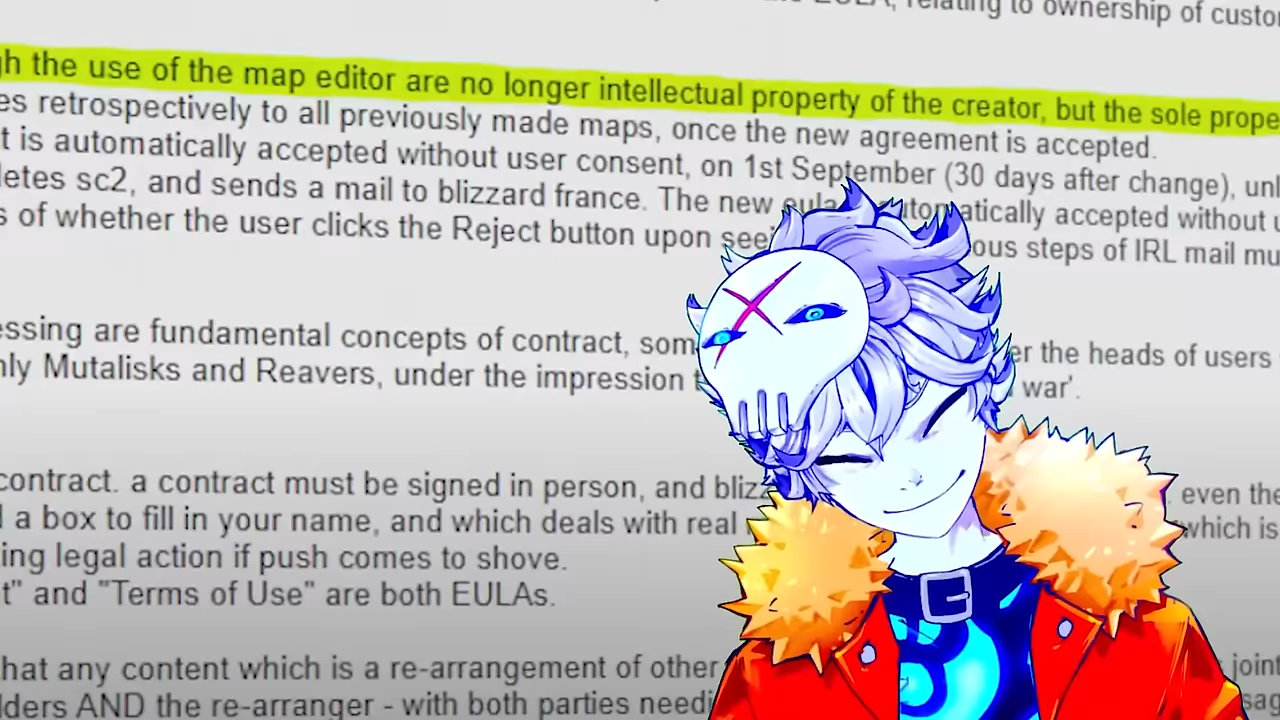 relating to ownership of custo
gh the use of the map editor are no longer intellectual property of the creator, but the sole prope
es retrospectively to all previously made maps, once the new agreement is accepted.
t is automatically accepted without user consent, on 1st September (30 days after change), unl
letes sc2, and sends a mail to blizzard france. The new eula automatically accepted without u
s of whether the user clicks the Reject button upon seei ous steps of IRL mail mu
essing are fundamental concepts of contract, som er the heads of users
nly Mutalisks and Reavers, under the impression t war'.
contract. a contract must be signed in person, and blizz even the
d a box to fill in your name, and which deals with real which is
ing legal action if push comes to shove.
t" and "Terms of Use" are both EULAs.
that any content which is a re-arrangement of other joint
lders AND the re-arranger - with both parties needi sag